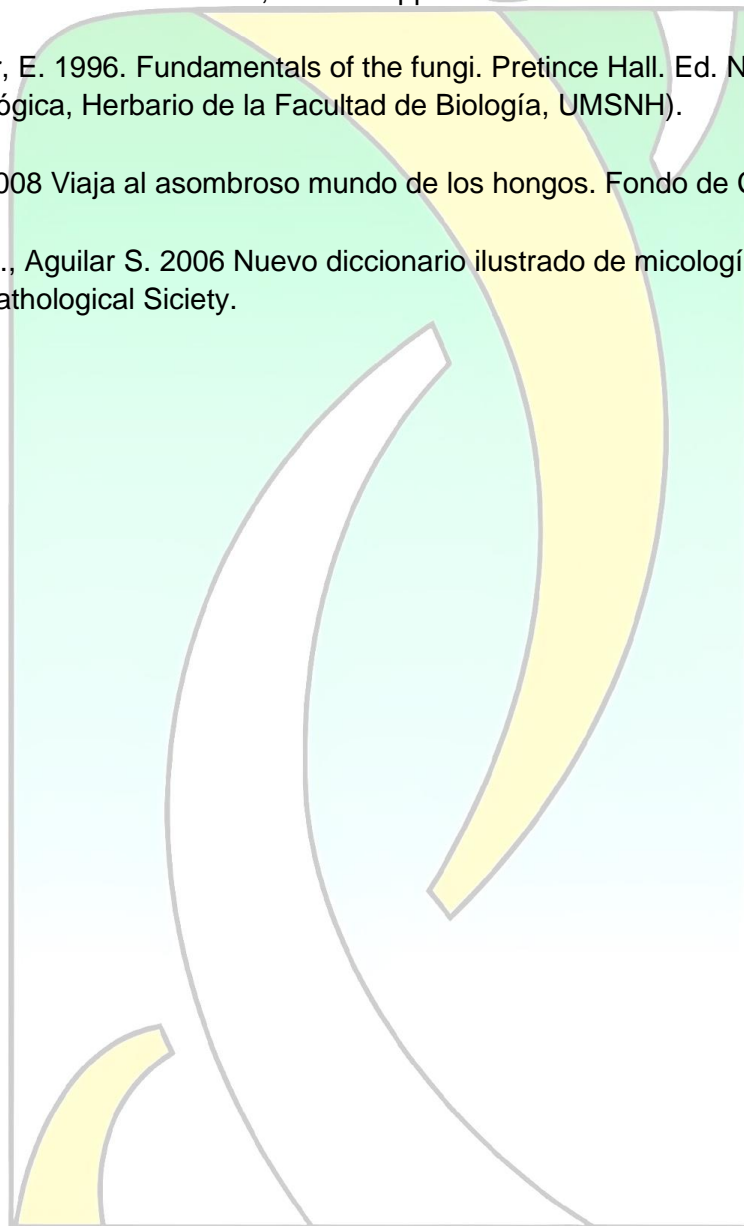 r, E. 1996. Fundamentals of the fungi. Pretince Hall. Ed. N
ógica, Herbario de la Facultad de Biología, UMSNH).
008 Viaja al asombroso mundo de los hongos. Fondo de
., Aguilar S. 2006 Nuevo diccionario ilustrado de micologí
athological Siciety.